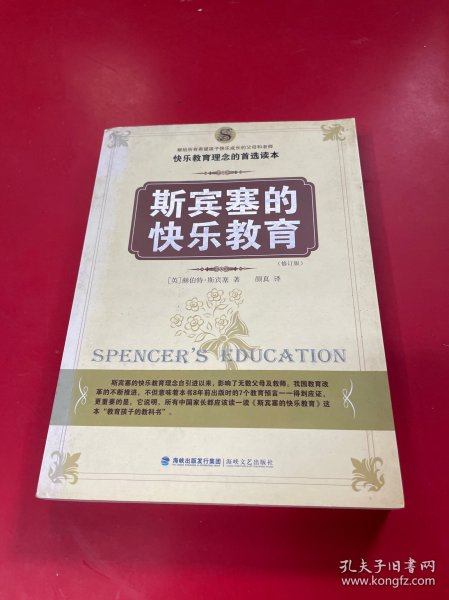 献给所有希望孩子快乐成长的父母和老师
快乐教育理念的首选读本
斯宾塞的
快乐教育
(修订版)
[英]赫伯特·斯宾塞 著 颜真 译
SPENCER'S EDUCATION
斯宾塞的快乐教育理念自引进以来，影响了无数父母及教师。我国教育改
革的不断推进，不但意味着本书8年前出版时的7个教育预言一一得到应证，
更重要的是，它说明，所有中国家长都应该读一读《斯宾塞的快乐教育》这
本“教育孩子的教科书”。
海峡出版发行集团 海峡文艺出版社
孔夫子旧书网
www.kongfz.com